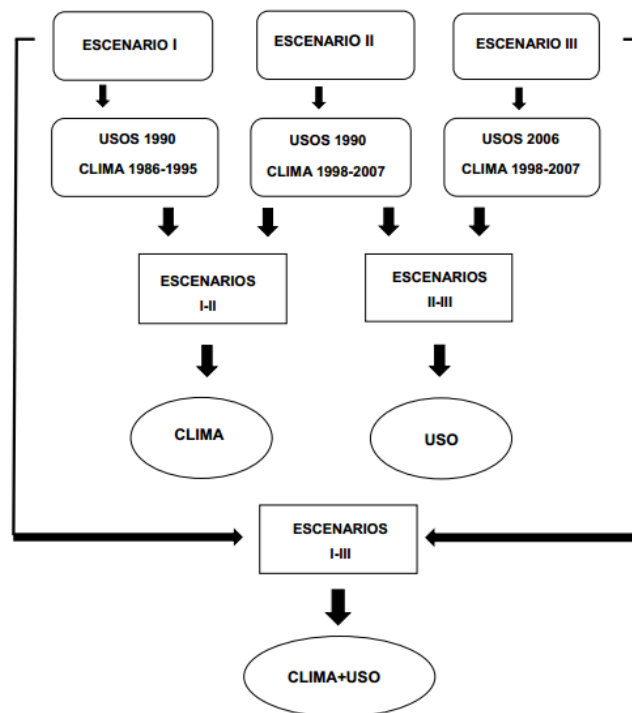 ESCENARIO I
ESCENARIO II
ESCENARIO III
USOS 1990
CLIMA 1986-1995
USOS 1990
CLIMA 1998-2007
USOS 2006
CLIMA 1998-2007
ESCENARIOS
I-II
ESCENARIOS
II-III
CLIMA
USO
ESCENARIOS
I-III
CLIMA+USO